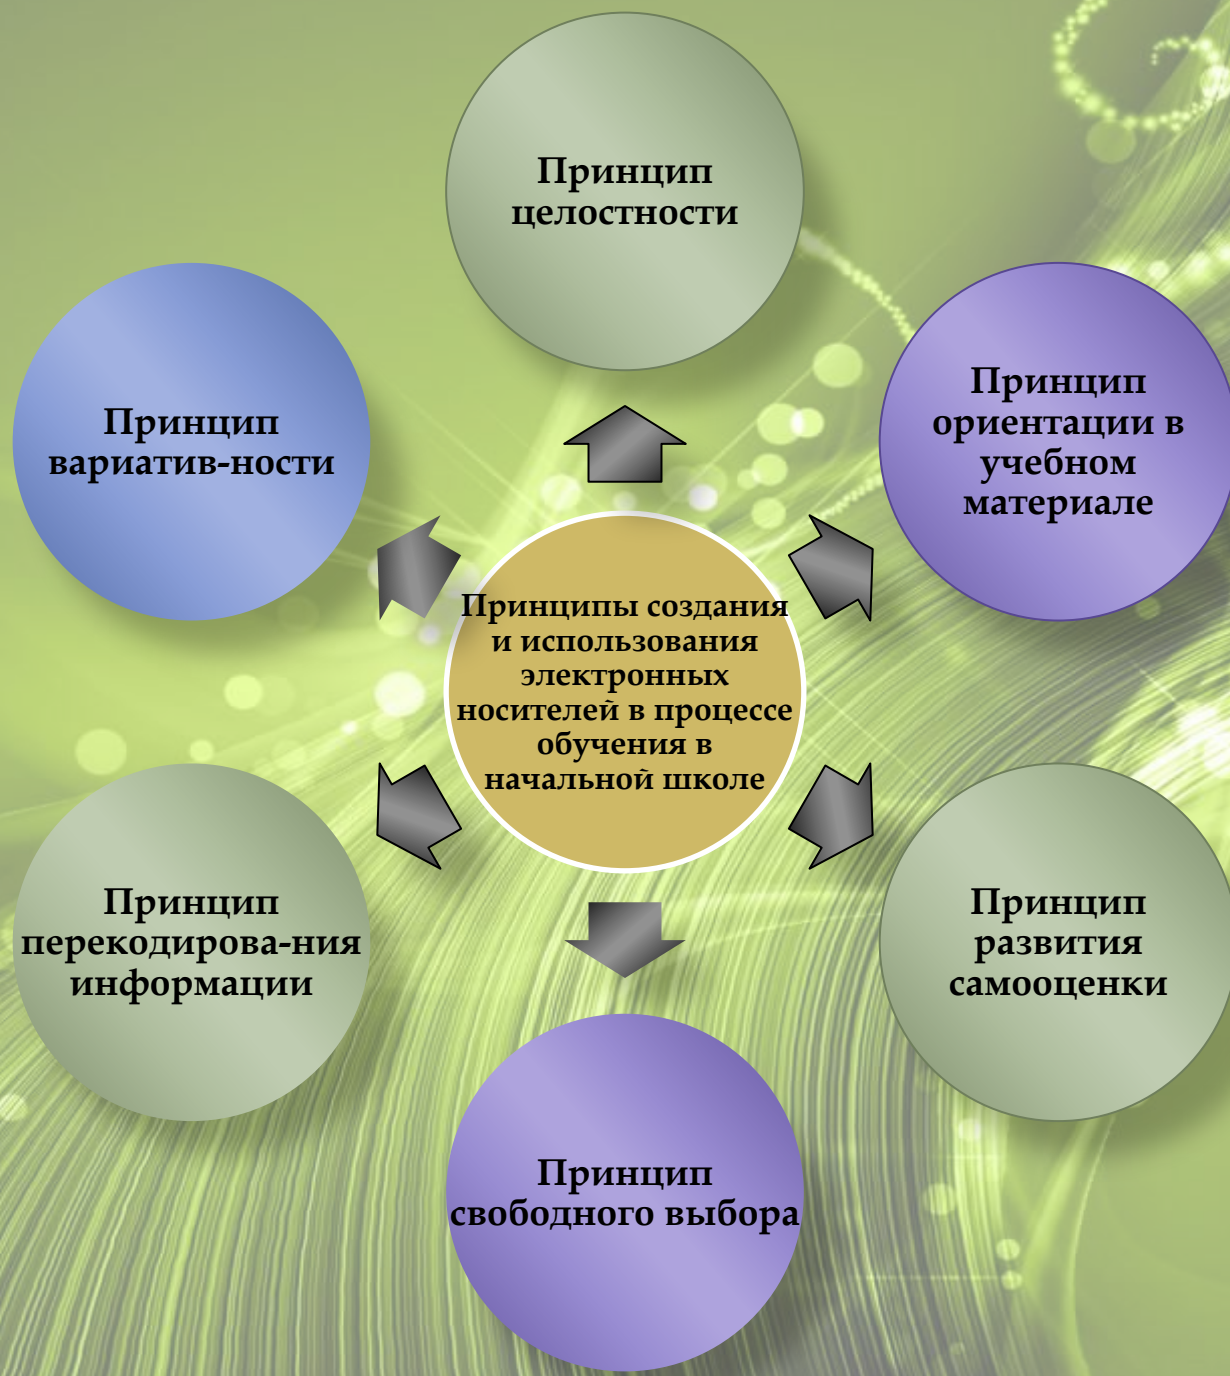 Принцип
целостности
Принцип
ориентации в
учебном
материале
Принцип
развития
самооценки
Принцип
свободного выбора
Принцип
перекодирова-ния
информации
Принцип
вариатив-ности
Принципы создания
и использования
электронных
носителей в процессе
обучения в
начальной школе